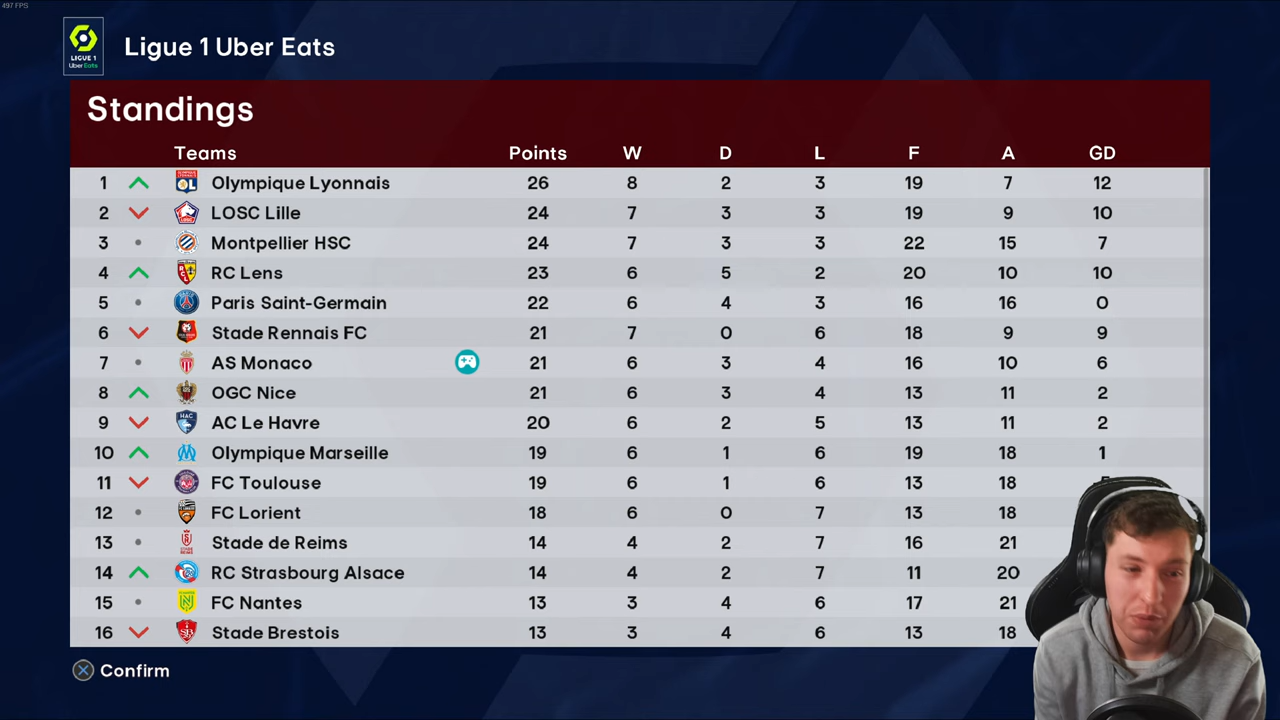 497 FPS
LIGUE 1
Uber Eats
Ligue 1 Uber Eats
Standings
Teams Points W D L F A GD
1 Olympique Lyonnais 26 8 2 3 19 7 12
2 LOSC Lille 24 7 3 3 19 9 10
3 Montpellier HSC 24 7 3 3 22 15 7
4 RC Lens 23 6 5 2 20 10 10
5 Paris Saint-Germain 22 6 4 3 16 16 0
6 Stade Rennais FC 21 7 0 6 18 9 9
7 AS Monaco 21 6 3 4 16 10 6
8 OGC Nice 21 6 3 4 13 11 2
9 AC Le Havre 20 6 2 5 13 11 2
10 Olympique Marseille 19 6 1 6 19 18 1
11 FC Toulouse 19 6 1 6 13 18
12 FC Lorient 18 6 0 7 13 18
13 Stade de Reims 14 4 2 7 16 21
14 RC Strasbourg Alsace 14 4 2 7 11 20
15 FC Nantes 13 3 4 6 17 21
16 Stade Brestois 13 3 4 6 13 18
Confirm